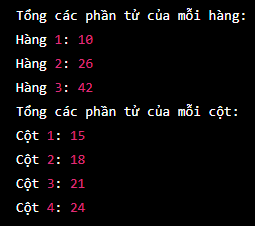 Tổng các phần tử của mỗi hàng:
Hàng 1: 10
Hàng 2: 26
Hàng 3: 42
Tổng các phần tử của mỗi cột:
Cột 1: 15
Cột 2: 18
Cột 3: 21
Cột 4: 24